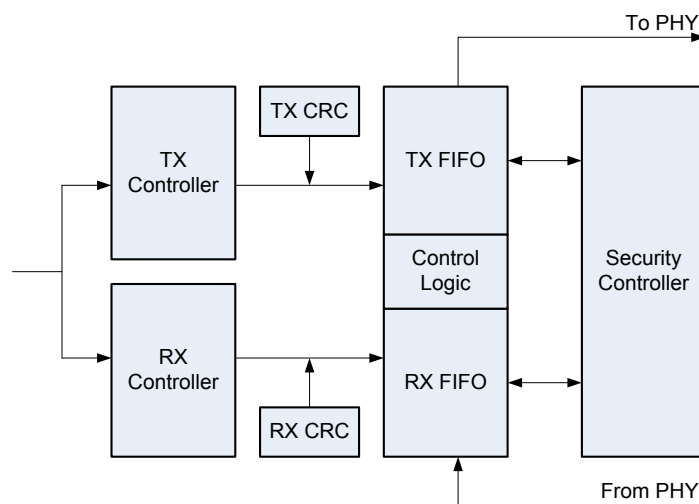 To PHY
TX CRC
TX
Controller
TX FIFO
Control
Logic
Security
Controller
RX
Controller
RX FIFO
RX CRC
From PHY